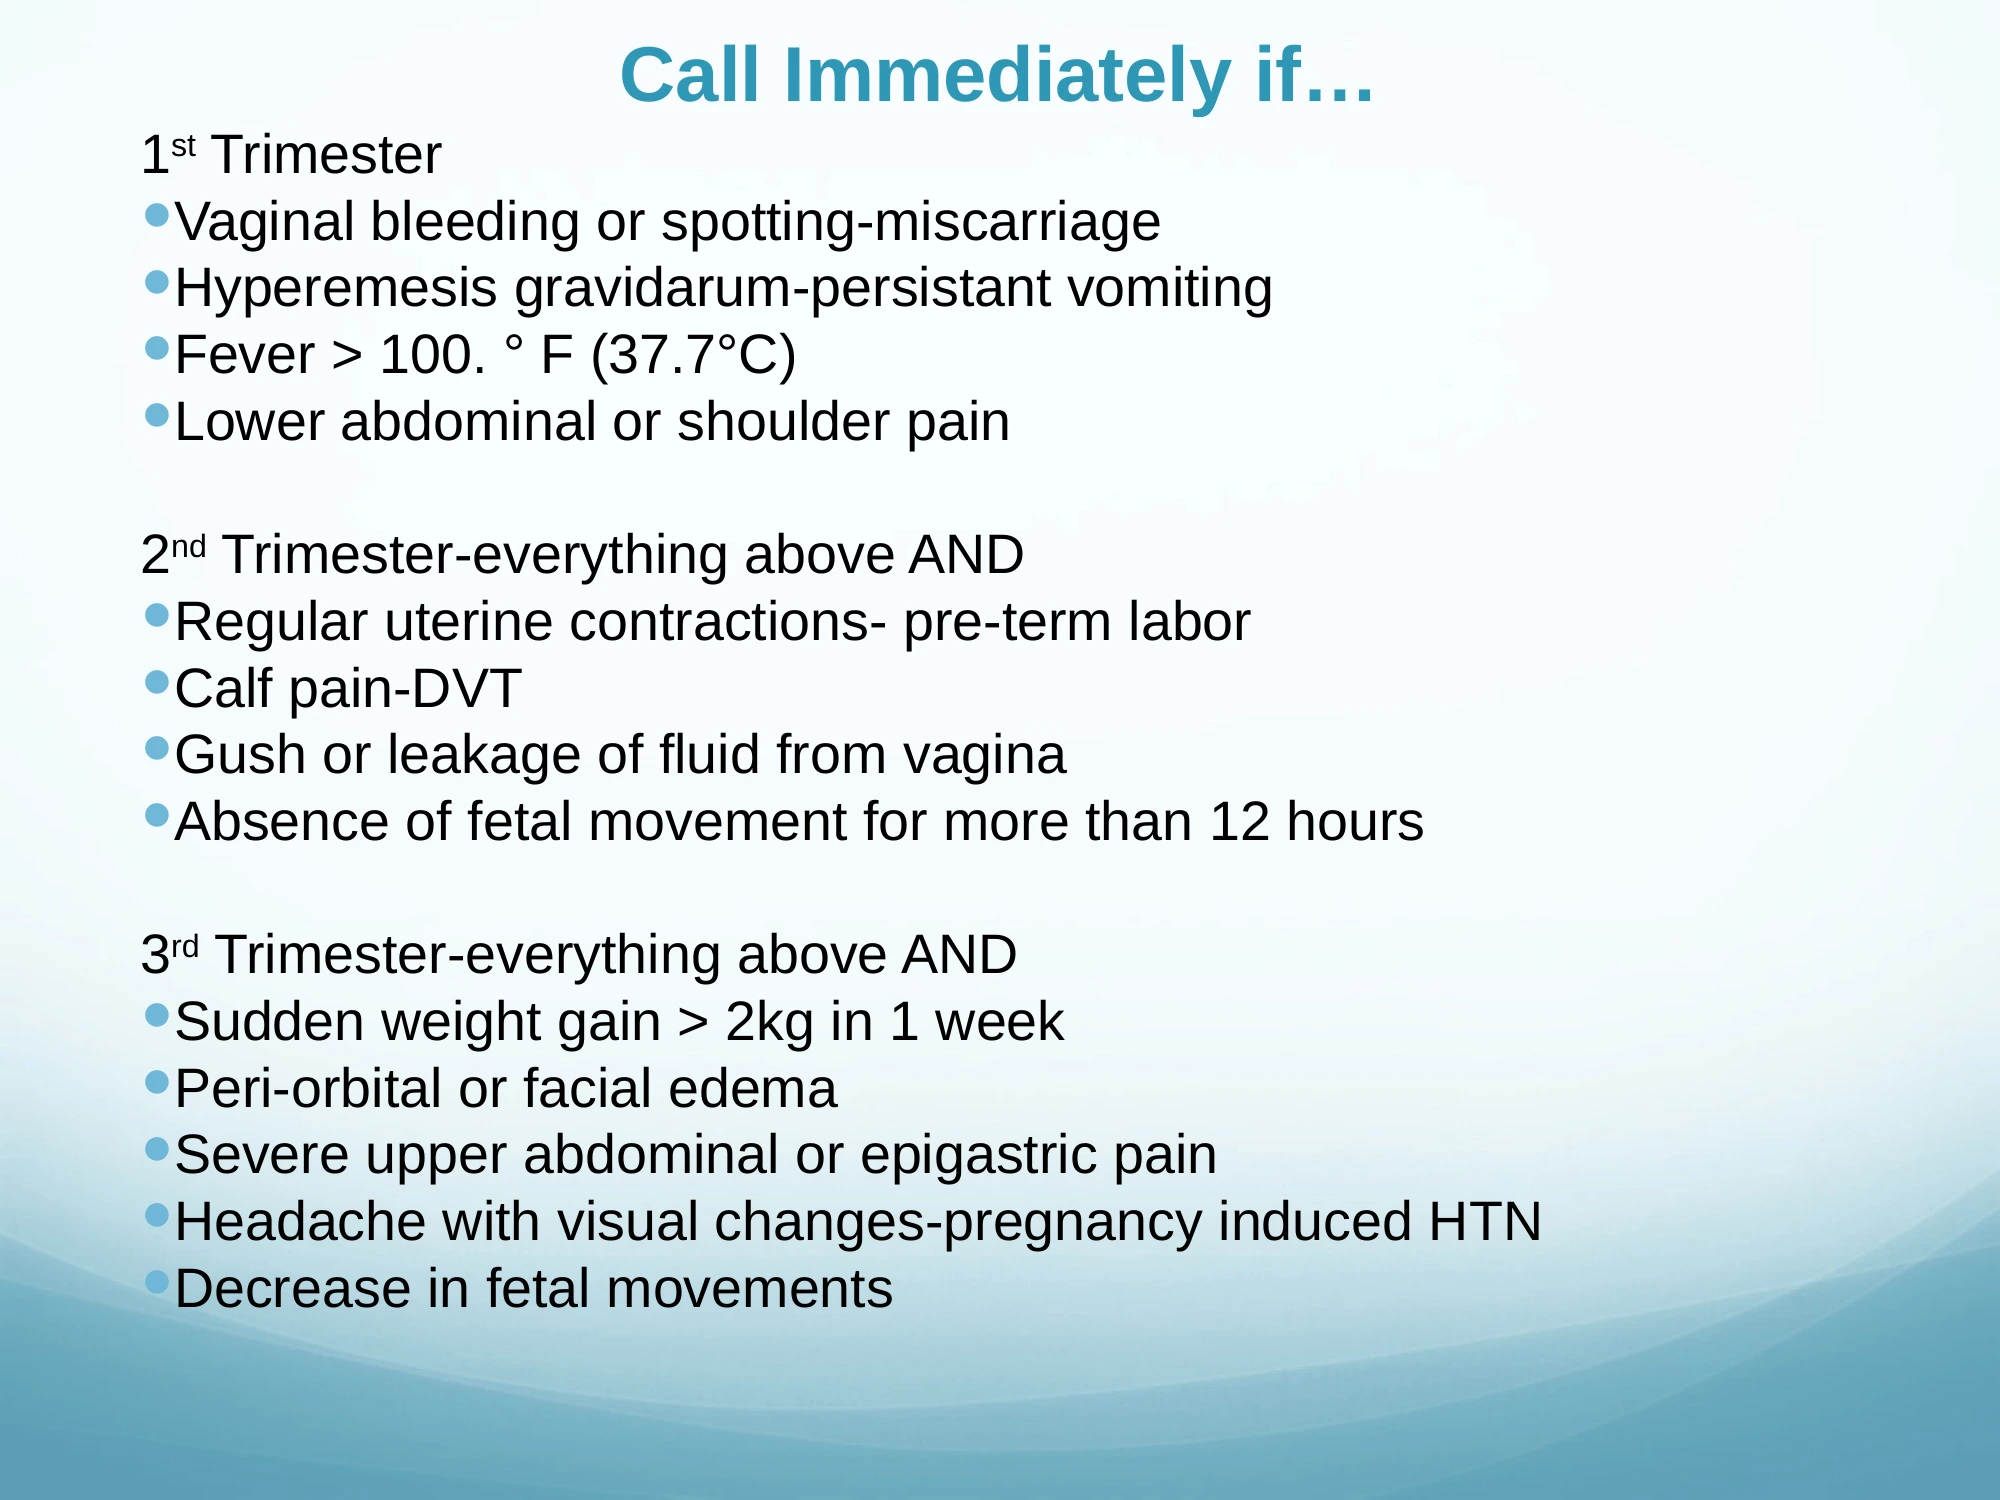 Call Immediately if…
1st Trimester
•Vaginal bleeding or spotting-miscarriage
•Hyperemesis gravidarum-persistant vomiting
•Fever > 100. ° F (37.7°C)
•Lower abdominal or shoulder pain
2nd Trimester-everything above AND
•Regular uterine contractions- pre-term labor
•Calf pain-DVT
•Gush or leakage of fluid from vagina
•Absence of fetal movement for more than 12 hours
3rd Trimester-everything above AND
•Sudden weight gain > 2kg in 1 week
•Peri-orbital or facial edema
•Severe upper abdominal or epigastric pain
•Headache with visual changes-pregnancy induced HTN
•Decrease in fetal movements